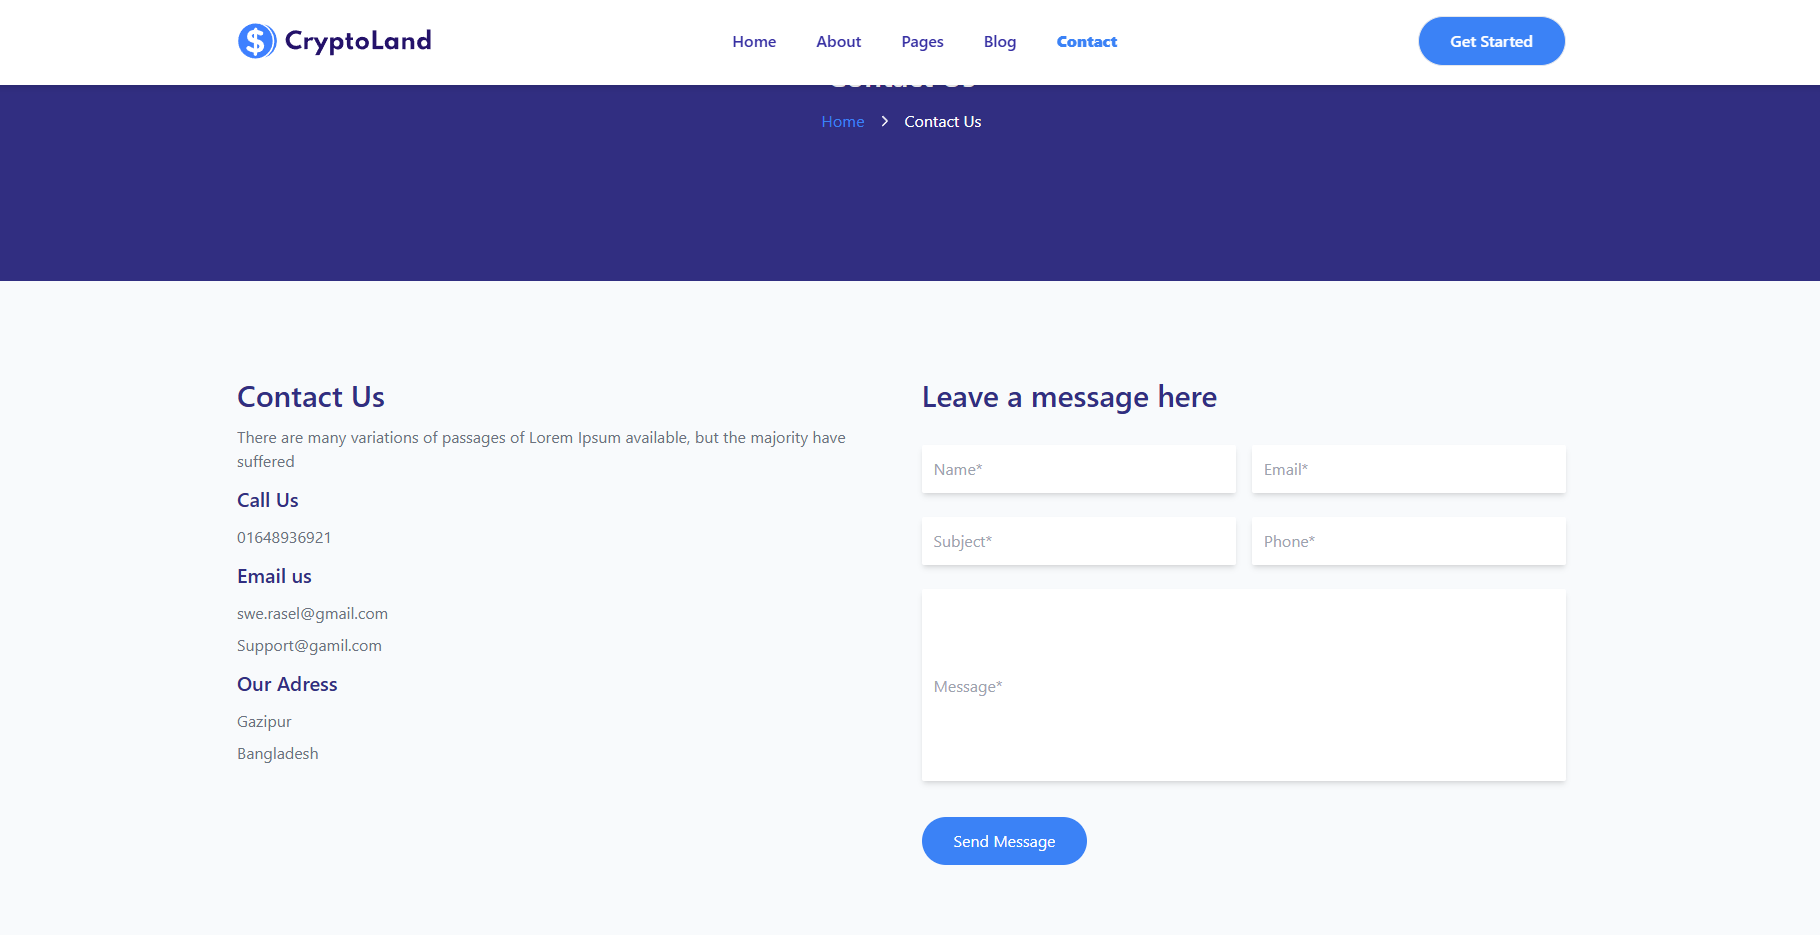 CryptoLand
Home About Pages Blog Contact
Get Started
Contact Us
Home > Contact Us
Contact Us
There are many variations of passages of Lorem Ipsum available, but the majority have
suffered
Call Us
01648936921
Email us
swe.rasel@gmail.com
Support@gamil.com
Our Adress
Gazipur
Bangladesh
Leave a message here
Name* Email*
Subject* Phone*
Message*
Send Message